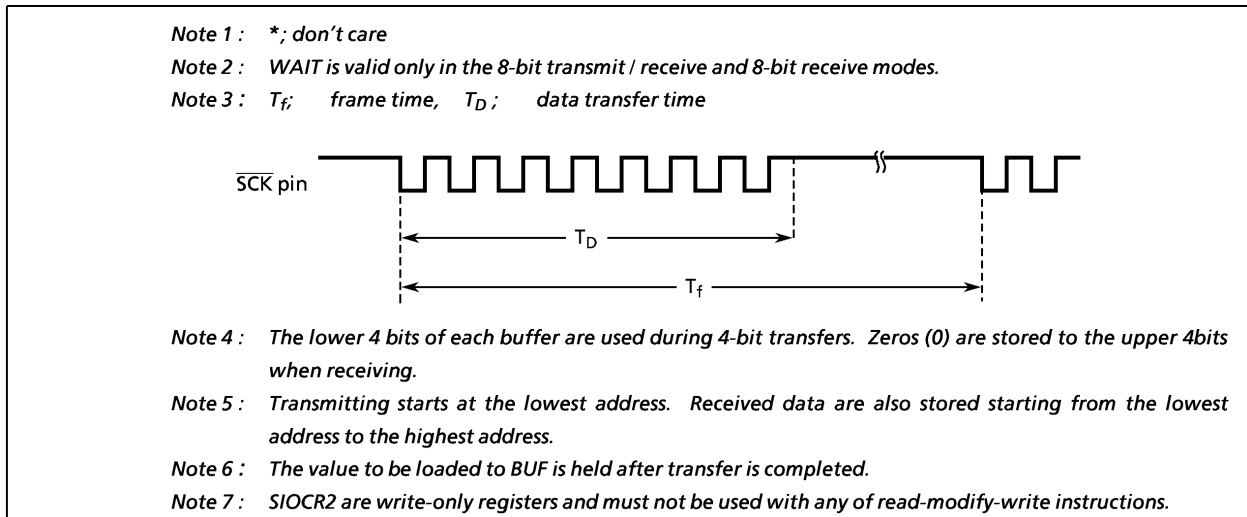 Note 1 : *; don't care
Note 2 : WAIT is valid only in the 8-bit transmit / receive and 8-bit receive modes.
Note 3 : Tf; frame time, TD ; data transfer time
SCK pin
TD
Tf
Note 4 : The lower 4 bits of each buffer are used during 4-bit transfers. Zeros (0) are stored to the upper 4bits
when receiving.
Note 5 : Transmitting starts at the lowest address. Received data are also stored starting from the lowest
address to the highest address.
Note 6 : The value to be loaded to BUF is held after transfer is completed.
Note 7 : SIOCR2 are write-only registers and must not be used with any of read-modify-write instructions.